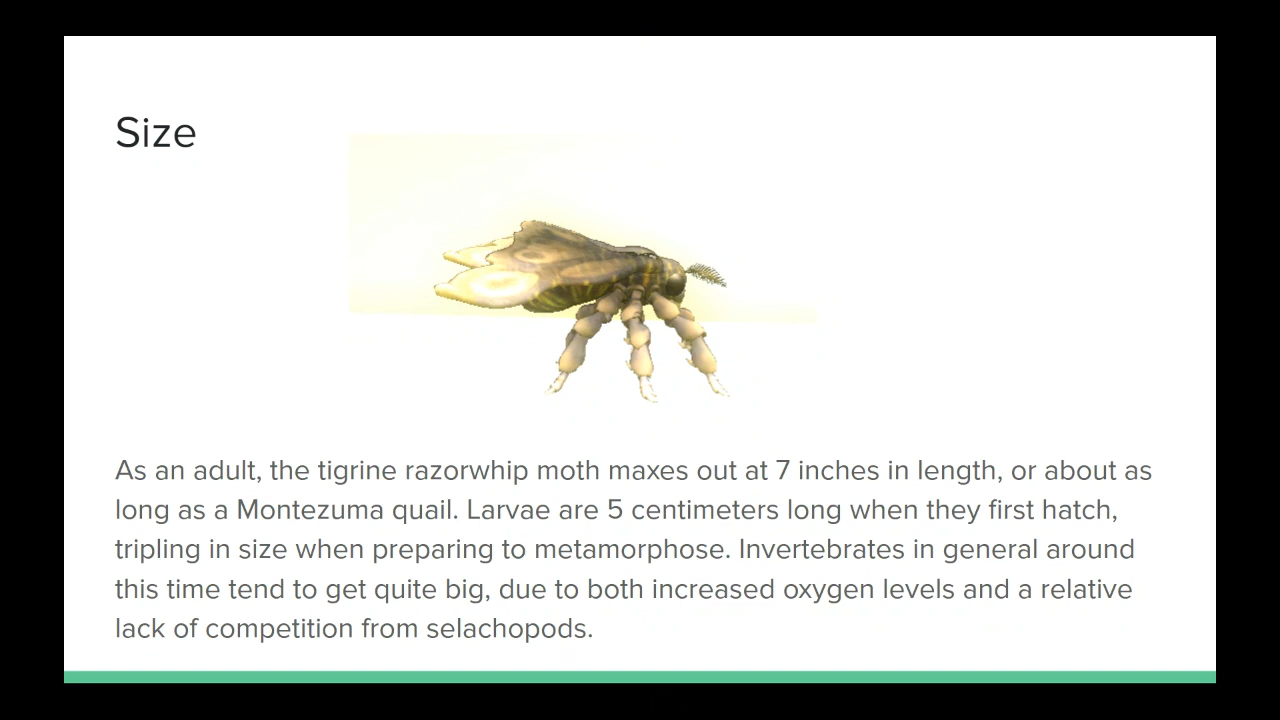 Size
As an adult, the tigrine razorwhip moth maxes out at 7 inches in length, or about as
long as a Montezuma quail. Larvae are 5 centimeters long when they first hatch,
tripling in size when preparing to metamorphose. Invertebrates in general around
this time tend to get quite big, due to both increased oxygen levels and a relative
lack of competition from selachopods.